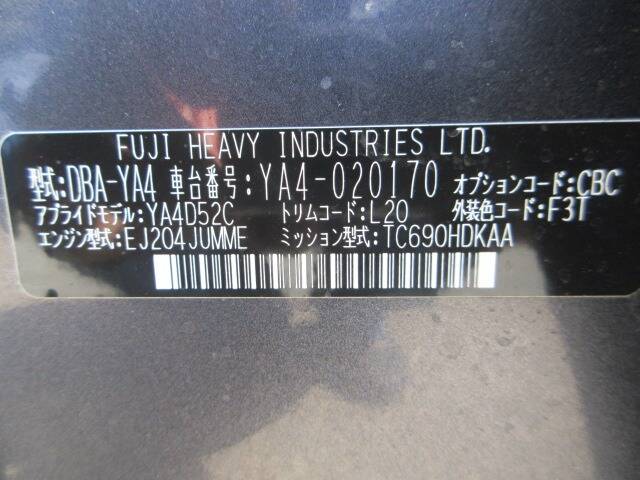 FUJI HEAVY INDUSTRIES LTD.
型式:DBA-YA4 車台番号:YA4-020170 オプションコード:CBC
アプライドモデル:YA4D52C トリムコード:L20 外装色コード:F3T
エンジン型式:EJ204JUMME ミッション型式:TC690HDKAA